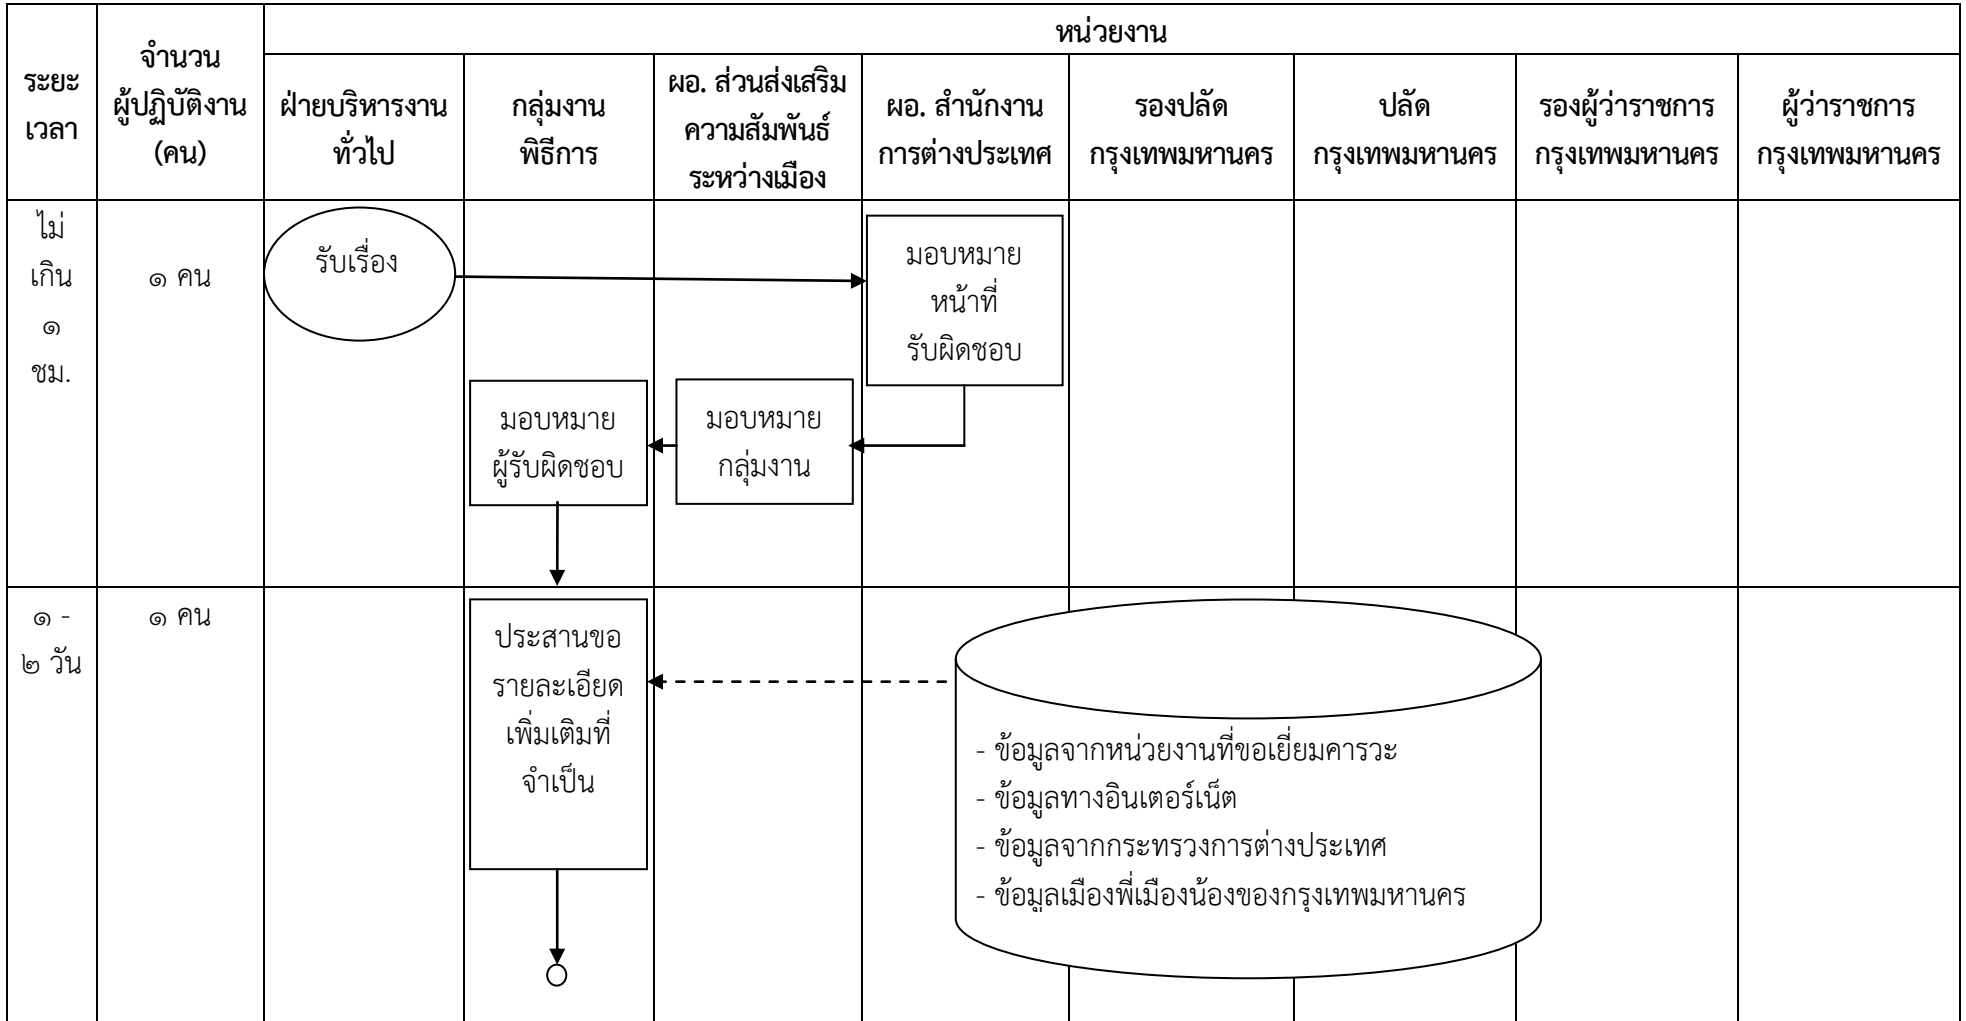 หน่วยงาน
ระยะ
เวลา
จำนวน
ผู้ปฏิบัติงาน
(คน)
ฝ่ายบริหารงาน
ทั่วไป
กลุ่มงาน
พิธีการ
ผอ. ส่วนส่งเสริม
ความสัมพันธ์
ระหว่างเมือง
ผอ. สำนักงาน
การต่างประเทศ
รองปลัด
กรุงเทพมหานคร
ปลัด
กรุงเทพมหานคร
รองผู้ว่าราชการ
กรุงเทพมหานคร
ผู้ว่าราชการ
กรุงเทพมหานคร
ไม่
เกิน
๑
ชม.
๑ คน
รับเรื่อง
มอบหมาย
หน้าที่
รับผิดชอบ
มอบหมาย
กลุ่มงาน
มอบหมาย
ผู้รับผิดชอบ
๑ -
๒ วัน
๑ คน
ประสานขอ
รายละเอียด
เพิ่มเติมที่
จำเป็น
- ข้อมูลจากหน่วยงานที่ขอเยี่ยมคารวะ
- ข้อมูลทางอินเตอร์เน็ต
- ข้อมูลจากกระทรวงการต่างประเทศ
- ข้อมูลเมืองพี่เมืองน้องของกรุงเทพมหานคร